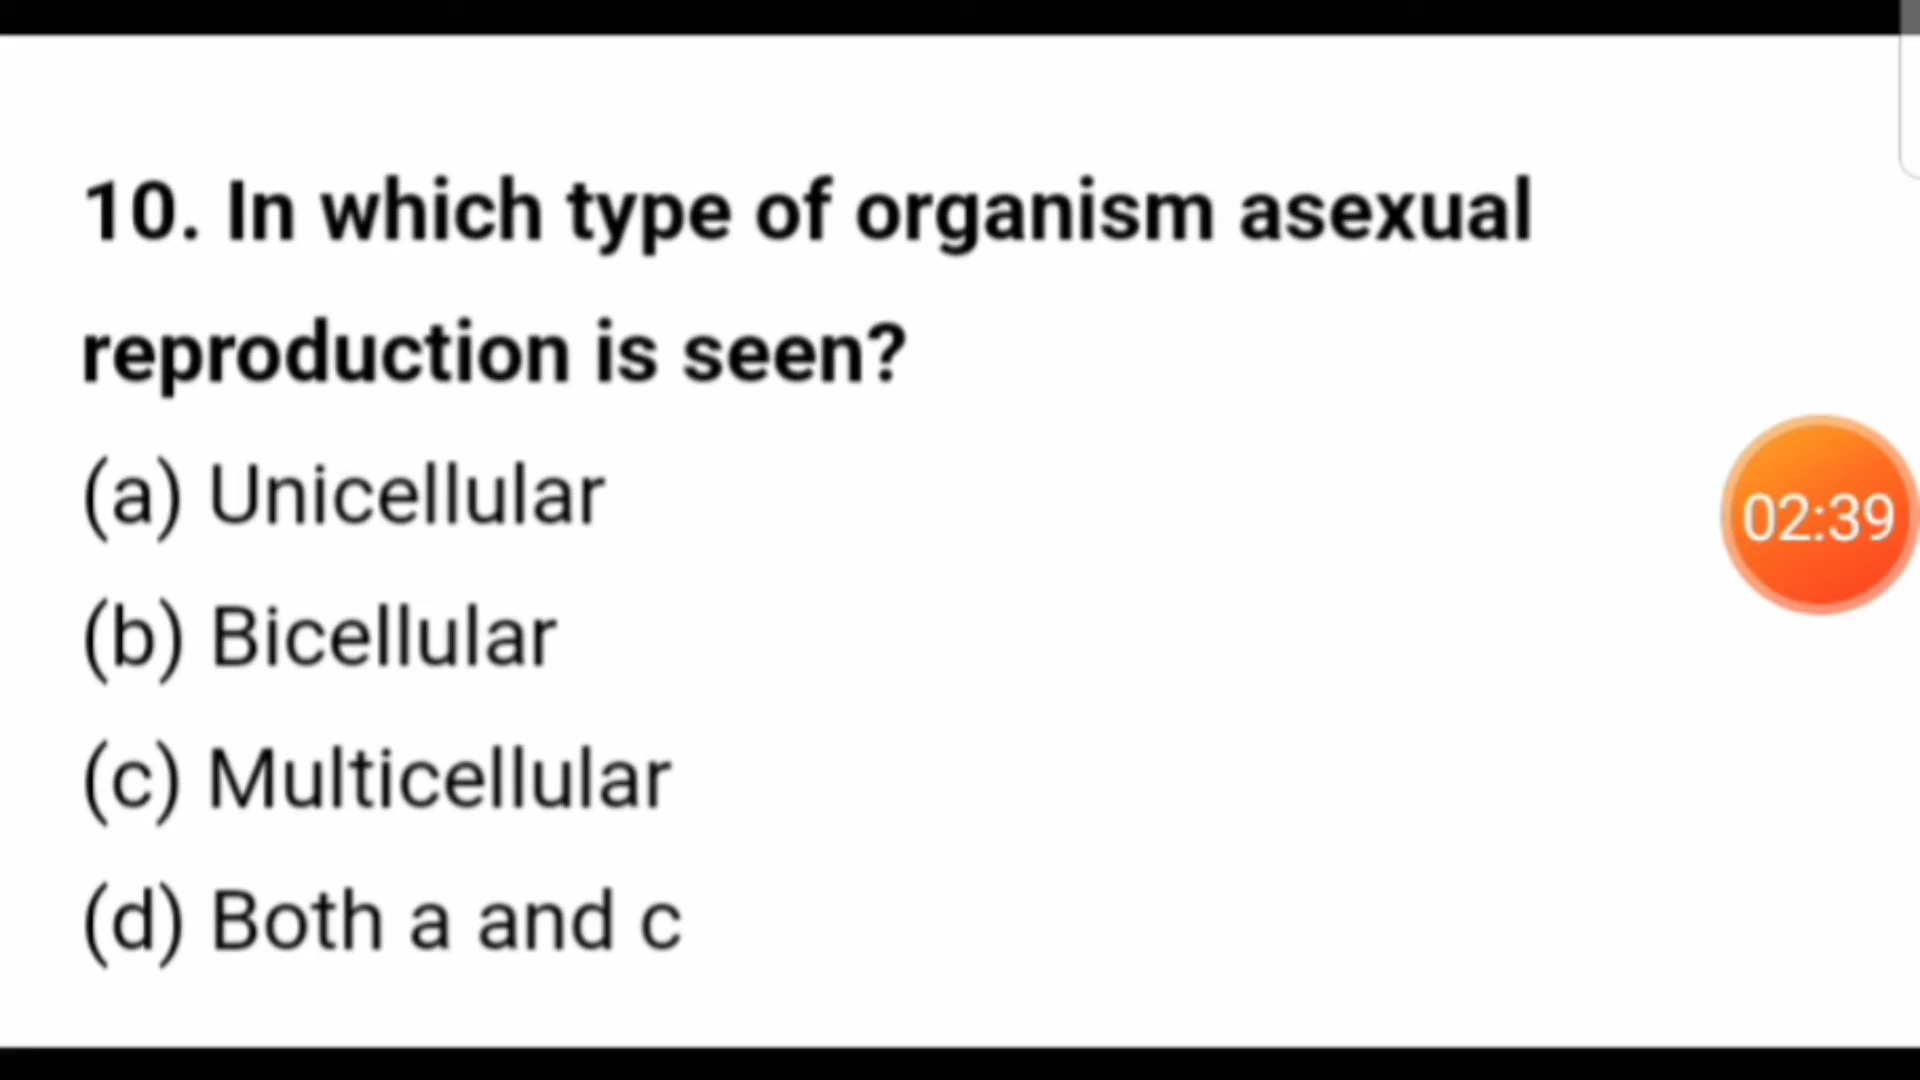 10. In which type of organism asexual
reproduction is seen?
(a) Unicellular
02:39
(b) Bicellular
(c) Multicellular
(d) Both a and c